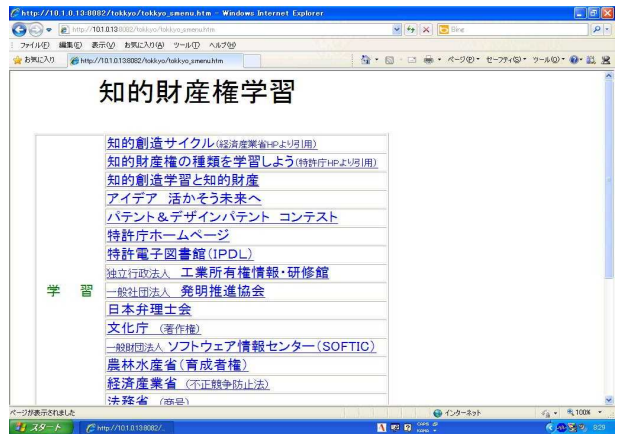 http://10.1.0.13:8082/tokkyo/tokkyo_smenu.htm - Windows Internet Explorer
http://10.1.0.13:8082/tokkyo/tokkyo_smenu.htm
Bing
ファイル(F) 編集(E) 表示(V) お気に入り(A) ツール(T) ヘルプ(H)
お気に入り http://10.1.0.13:8082/tokkyo/tokkyo_smenu.htm ページ(P) セーフティ(S) ツール(O)
知的財産権学習
知的創造サイクル(経済産業省HPより引用)
知的財産権の種類を学習しよう(特許庁HPより引用)
知的創造学習と知的財産
アイデア 活かそう未来へ
パテント&デザインパテント コンテスト
特許庁ホームページ
特許電子図書館(IPDL)
独立行政法人 工業所有権情報・研修館
学 習
一般社団法人 発明推進協会
日本弁理士会
文化庁 (著作権)
一般財団法人 ソフトウェア情報センター(SOFTIC)
農林水産省(育成者権)
経済産業省 (不正競争防止法)
法務省 (商号)
ページが表示されました インターネット 100%
スタート http://10.1.0.13:8082/... CAPS KANA 8:29